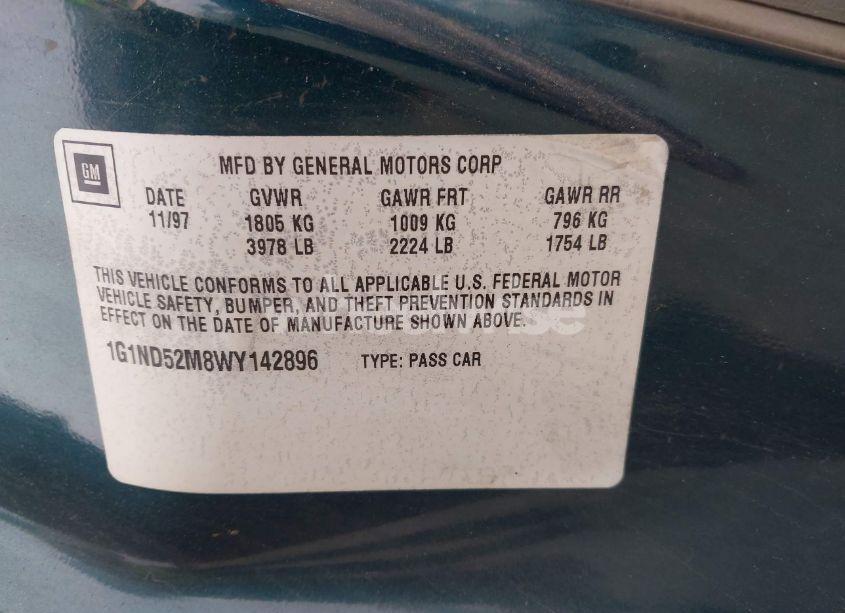 GM
MFD BY GENERAL MOTORS CORP
DATE GVWR GAWR FRT GAWR RR
11/97 1805 KG 1009 KG 796 KG
3978 LB 2224 LB 1754 LB
THIS VEHICLE CONFORMS TO ALL APPLICABLE U.S. FEDERAL MOTOR
VEHICLE SAFETY, BUMPER, AND THEFT PREVENTION STANDARDS IN
EFFECT ON THE DATE OF MANUFACTURE SHOWN ABOVE.
1G1ND52M8WY142896 TYPE: PASS CAR